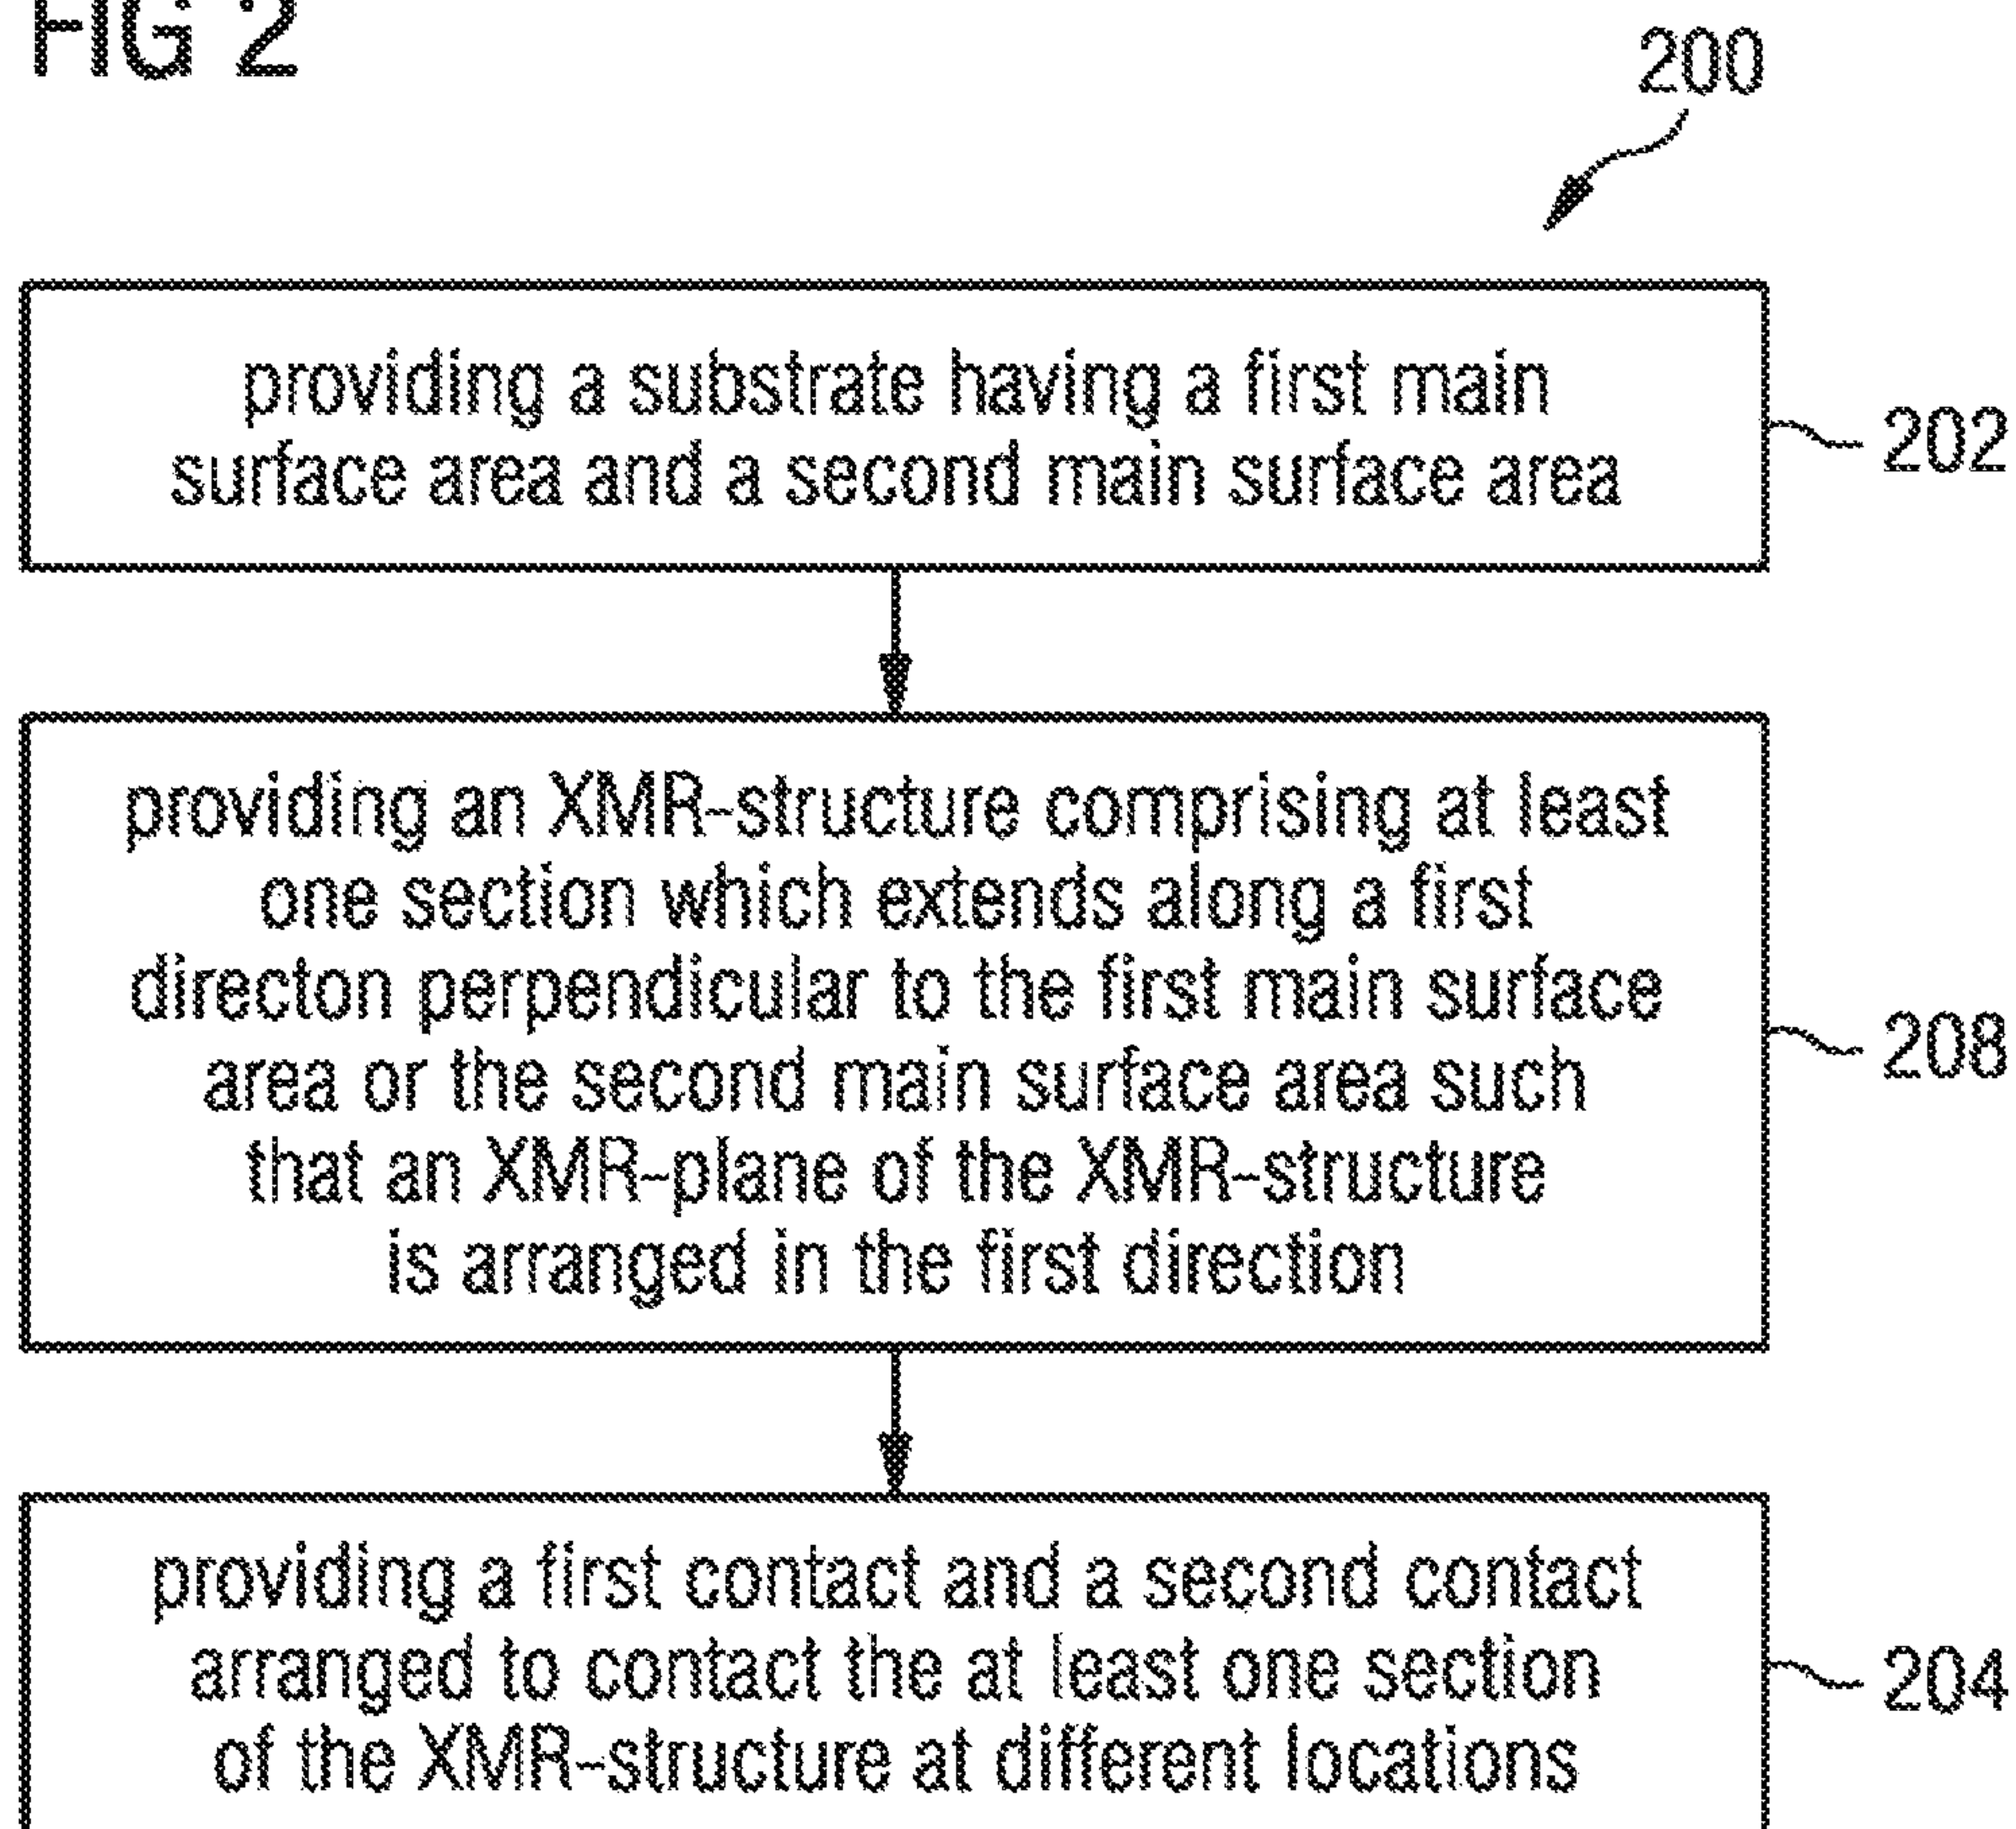 FIG 2
200
providing a substrate having a first main
surface area and a second main surface area
202
providing an XMR-structure comprising at least
one section which extends along a first
directon perpendicular to the first main surface
area or the second main surface area such
that an XMR-plane of the XMR-structure
is arranged in the first direction
208
providing a first contact and a second contact
arranged to contact the at least one section
of the XMR-structure at different locations
204